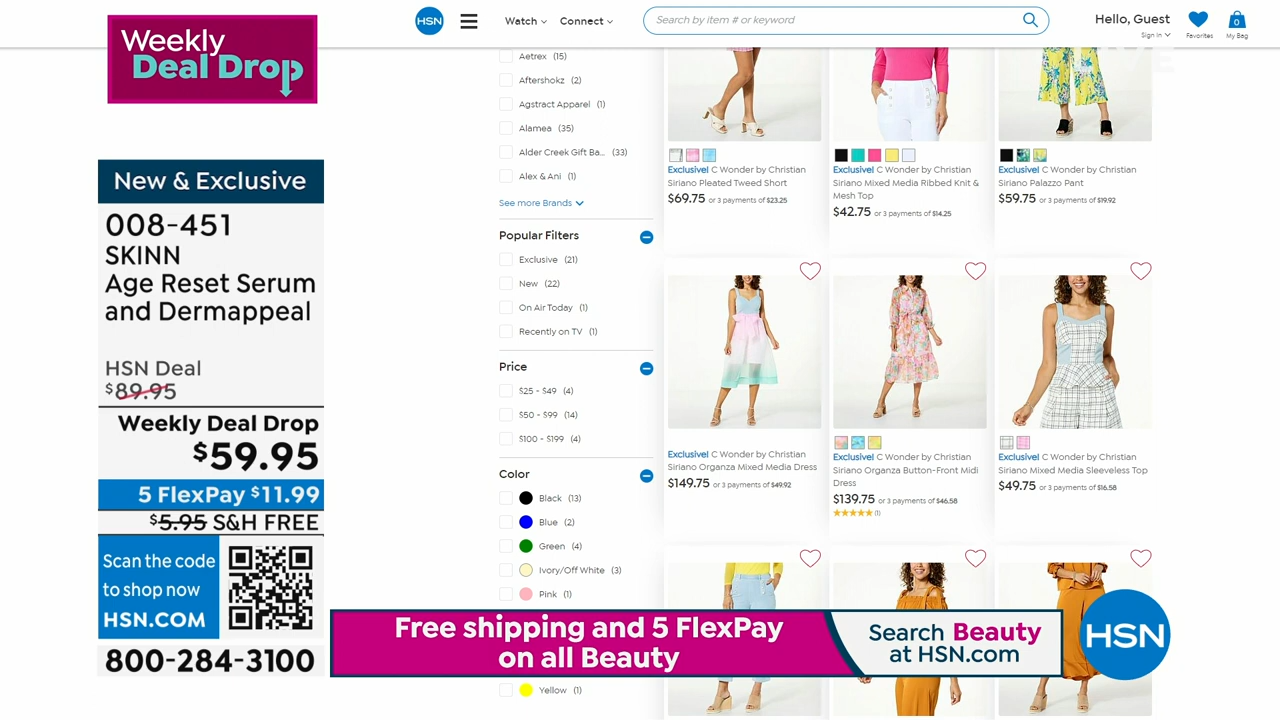 Weekly
Deal Drop
HSN
Watch
Connect
Search by item # or keyword
Hello, Guest
Sign in
Favorites
0
My Bag
New & Exclusive
008-451
SKINN
Age Reset Serum
and Dermappeal
HSN Deal
$89.95
Weekly Deal Drop
$59.95
5 FlexPay $11.99
$5.95 S&H FREE
Scan the code
to shop now
HSN.COM
800-284-3100
Aetrex (15)
Aftershokz (2)
Agstract Apparel (1)
Alamea (35)
Alder Creek Gift Ba... (33)
Alex & Ani (1)
See more Brands
Popular Filters
Exclusive (21)
New (22)
On Air Today (1)
Recently on TV (1)
Price
$25 - $49 (4)
$50 - $99 (14)
$100 - $199 (4)
Color
Black (13)
Blue (2)
Green (4)
Ivory/Off White (3)
Pink (1)
Yellow (1)
Exclusive! C Wonder by Christian
Siriano Pleated Tweed Short
$69.75 or 3 payments of $23.25
Exclusive! C Wonder by Christian
Siriano Mixed Media Ribbed Knit &
Mesh Top
$42.75 or 3 payments of $14.25
Exclusive! C Wonder by Christian
Siriano Palazzo Pant
$59.75 or 3 payments of $19.92
Exclusive! C Wonder by Christian
Siriano Organza Mixed Media Dress
$149.75 or 3 payments of $49.92
Exclusive! C Wonder by Christian
Siriano Organza Button-Front Midi
Dress
$139.75 or 3 payments of $46.58
(1)
Exclusive! C Wonder by Christian
Siriano Mixed Media Sleeveless Top
$49.75 or 3 payments of $16.58
Free shipping and 5 FlexPay
on all Beauty
Search Beauty
at HSN.com
HSN